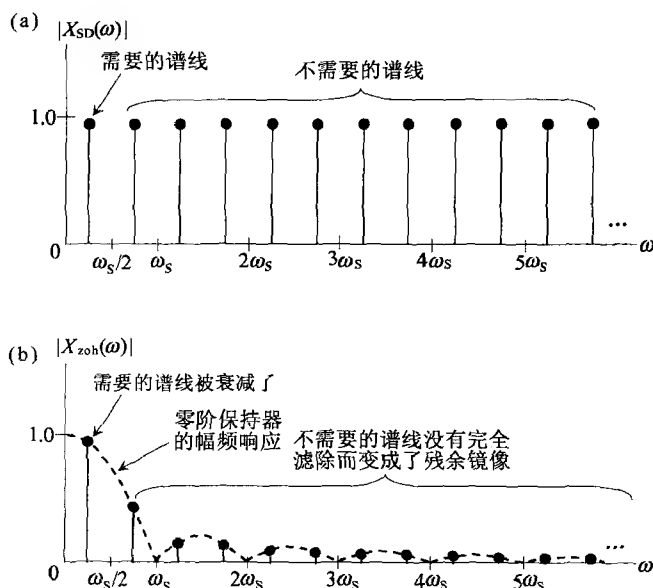 (a)
|X_SD(ω)|
需要的谱线
不需要的谱线
1.0
...
0
ω_S/2
ω_S
2ω_S
3ω_S
4ω_S
5ω_S
ω
(b)
|X_zoh(ω)|
需要的谱线被衰减了
零阶保持器
的幅频响应
不需要的谱线没有完全
滤除而变成了残余镜像
1.0
...
0
ω_S/2
ω_S
2ω_S
3ω_S
4ω_S
5ω_S
ω